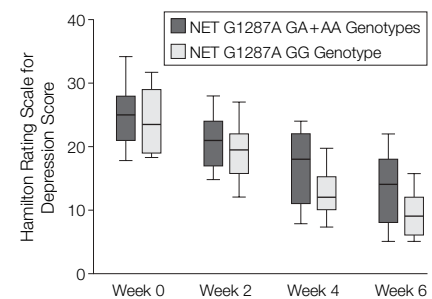 NET G1287A GA+AA Genotypes
NET G1287A GG Genotype
Hamilton Rating Scale for
Depression Score
40
30
20
10
0
Week 0
Week 2
Week 4
Week 6